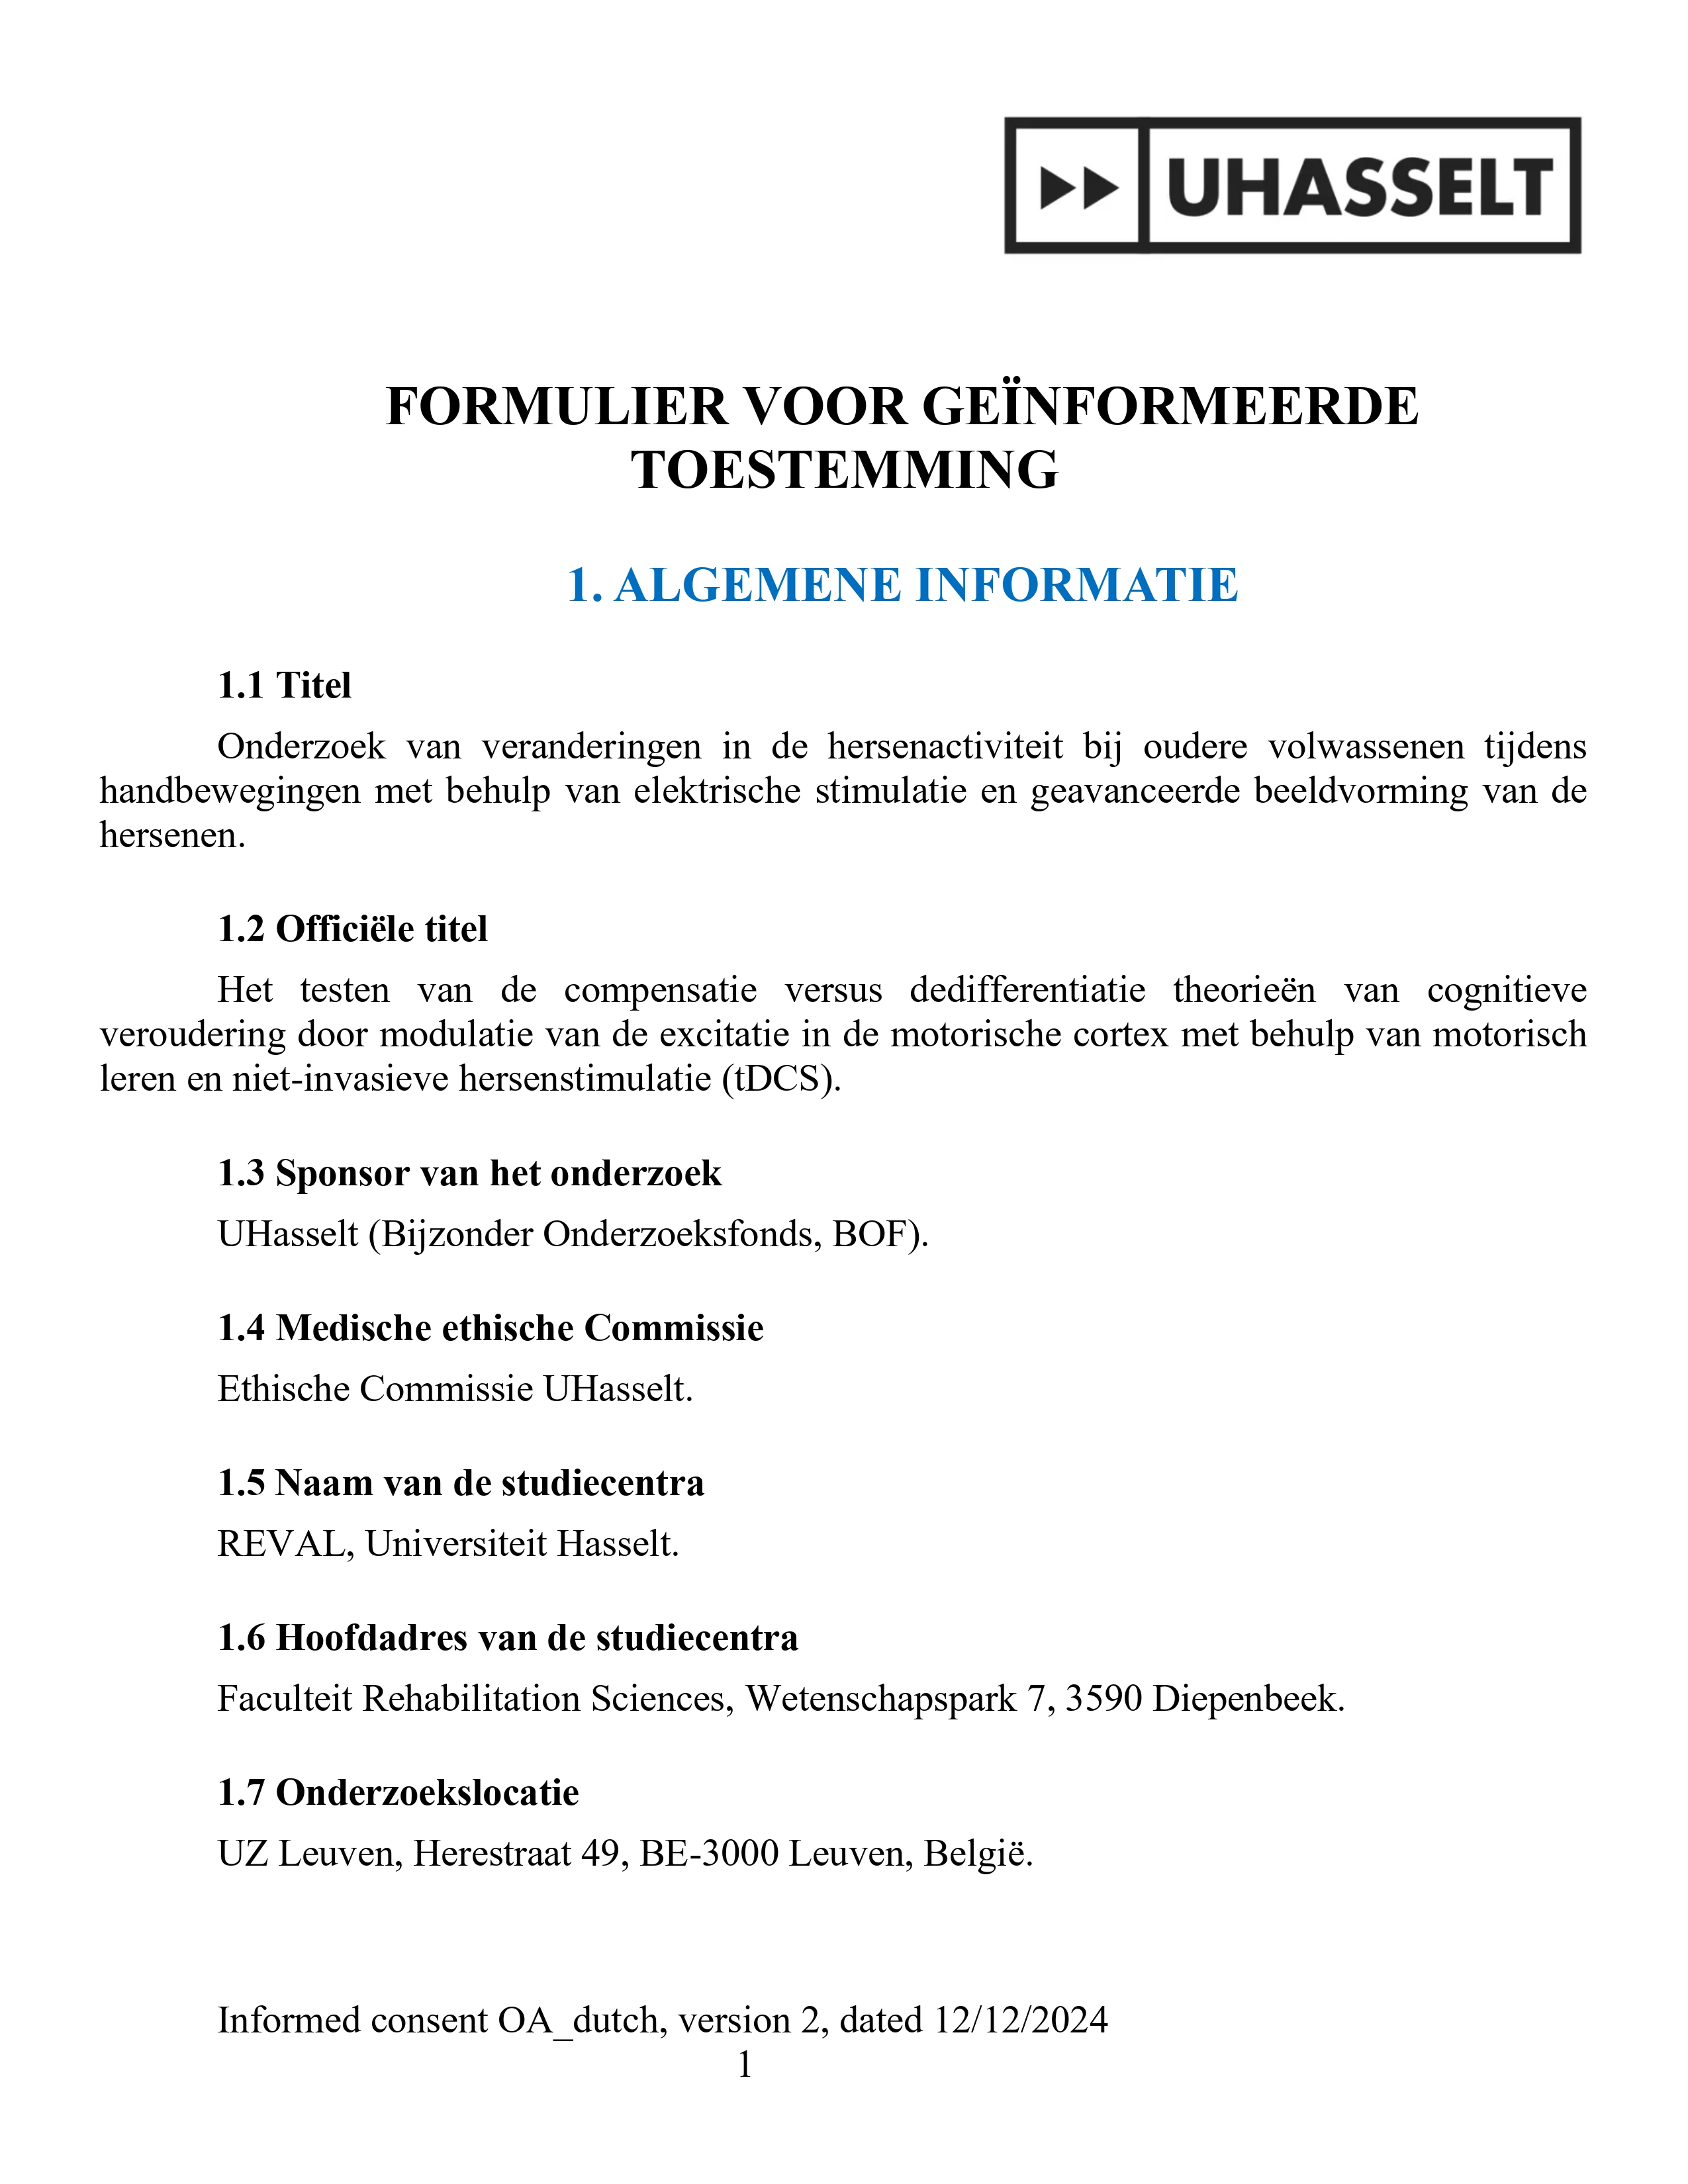 UHASSELT
FORMULIER VOOR GEÏNFORMEERDE
TOESTEMMING
1. ALGEMENE INFORMATIE
1.1 Titel
Onderzoek van veranderingen in de hersenactiviteit bij oudere volwassenen tijdens
handbewegingen met behulp van elektrische stimulatie en geavanceerde beeldvorming van de
hersenen.
1.2 Officiële titel
Het testen van de compensatie versus dedifferentiatie theorieën van cognitieve
veroudering door modulatie van de excitatie in de motorische cortex met behulp van motorisch
leren en niet-invasieve hersenstimulatie (tDCS).
1.3 Sponsor van het onderzoek
UHasselt (Bijzonder Onderzoeksfonds, BOF).
1.4 Medische ethische Commissie
Ethische Commissie UHasselt.
1.5 Naam van de studiecentra
REVAL, Universiteit Hasselt.
1.6 Hoofdadres van de studiecentra
Faculteit Rehabilitation Sciences, Wetenschapspark 7, 3590 Diepenbeek.
1.7 Onderzoekslocatie
UZ Leuven, Herestraat 49, BE-3000 Leuven, België.
Informed consent OA_dutch, version 2, dated 12/12/2024
1